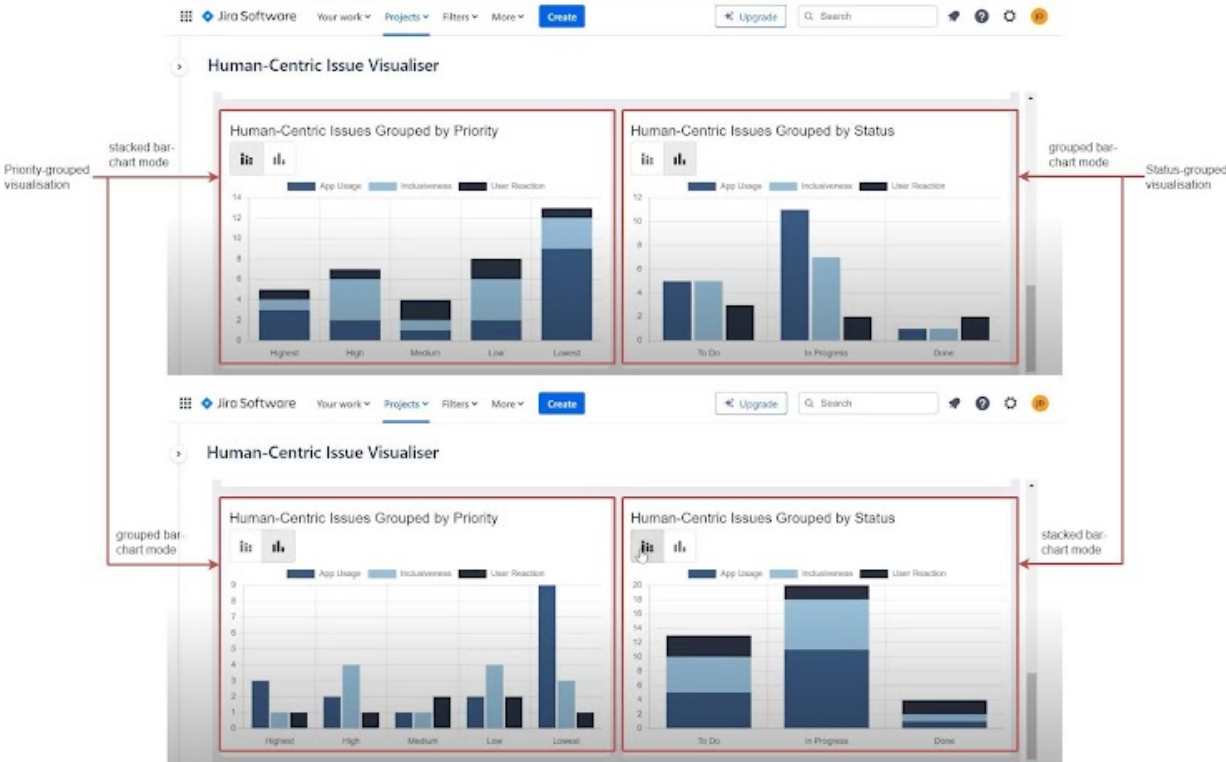 Jira Software Your work Projects Filters More Create Upgrade Search JD
Human-Centric Issue Visualiser
Priority-grouped
visualisation
stacked bar-
chart mode
Human-Centric Issues Grouped by Priority
App Usage Inclusiveness User Reaction
14
12
10
8
6
4
2
0
Highest High Medium Low Lowest
Human-Centric Issues Grouped by Status
App Usage Inclusiveness User Reaction
12
10
8
6
4
2
0
To Do In Progress Done
grouped bar-
chart mode
Status-grouped
visualisation
Jira Software Your work Projects Filters More Create Upgrade Search JD
Human-Centric Issue Visualiser
grouped bar-
chart mode
Human-Centric Issues Grouped by Priority
App Usage Inclusiveness User Reaction
9
8
7
6
5
4
3
2
1
0
Highest High Medium Low Lowest
Human-Centric Issues Grouped by Status
App Usage Inclusiveness User Reaction
20
18
16
14
12
10
8
6
4
2
0
To Do In Progress Done
stacked bar-
chart mode